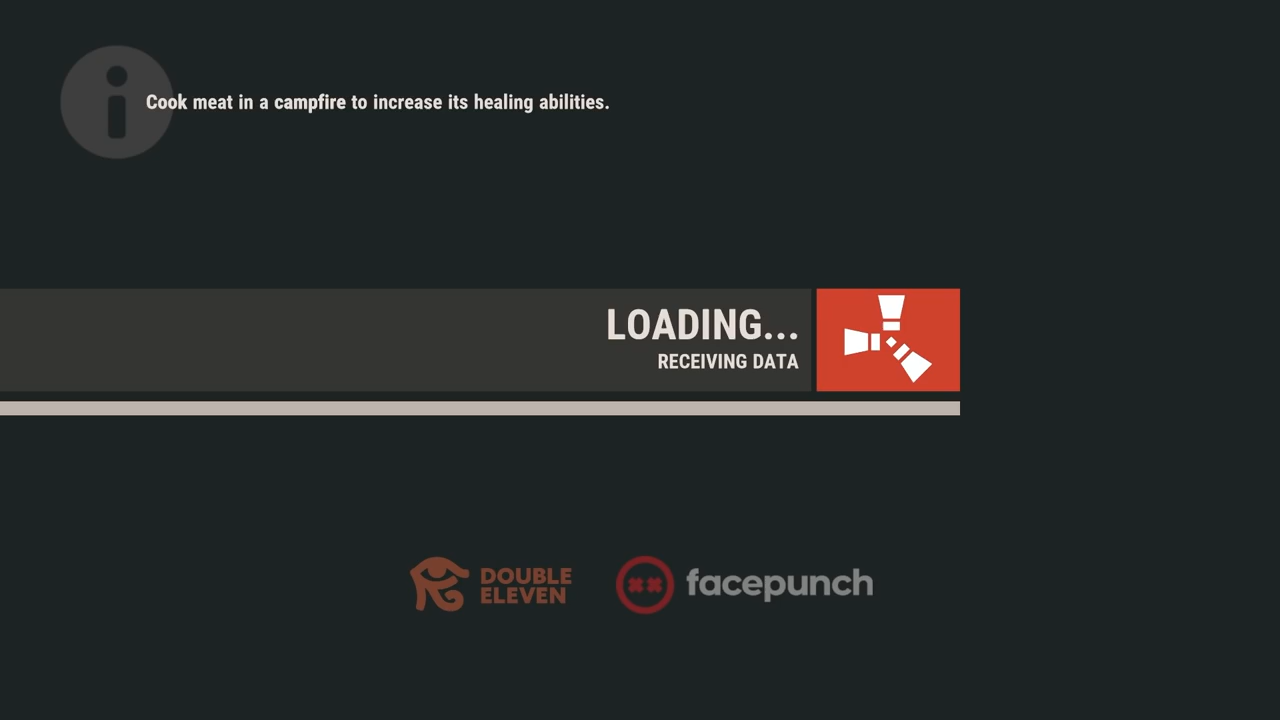 Cook meat in a campfire to increase its healing abilities.
LOADING...
RECEIVING DATA
DOUBLE
ELEVEN
facepunch